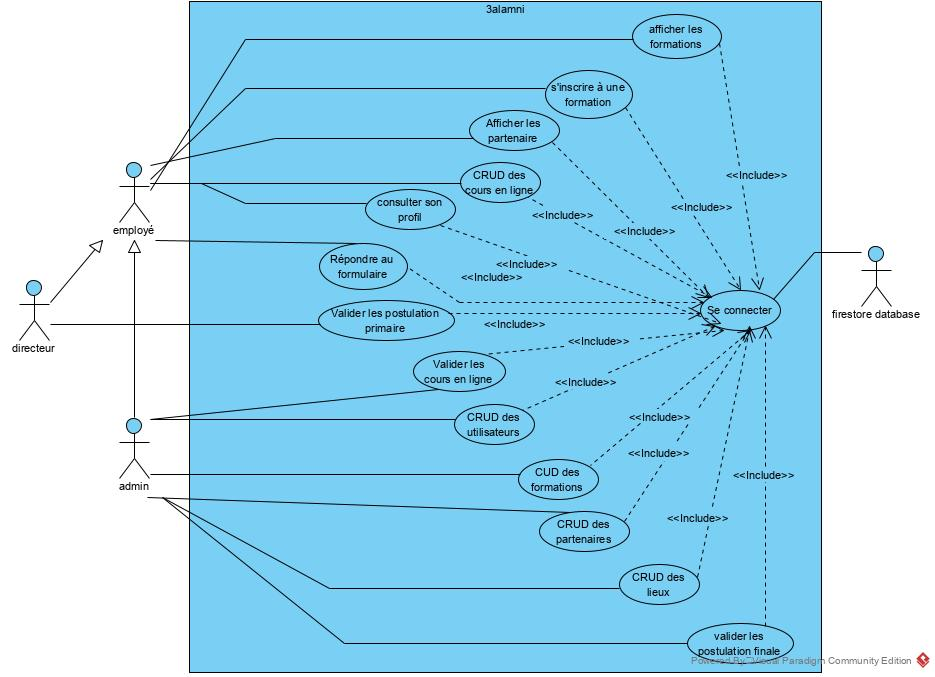 3alamni
afficher les
formations
s'inscrire à une
formation
Afficher les
partenaire
CRUD des
cours en ligne
<<Include>>
consulter son
profil
<<Include>>
<<Include>>
<<Include>>
employé
Répondre au
formulaire
<<Include>>
<<Include>>
Valider les postulation
primaire
<<Include>>
Se connecter
firestore database
directeur
<<Include>>
Valider les
cours en ligne
<<Include>>
CRUD des
utilisateurs
<<Include>>
<<Include>>
CUD des
formations
<<Include>>
admin
<<Include>>
CRUD des
partenaires
CRUD des
lieux
valider les
postulation finale
Powered By Visual Paradigm Community Edition